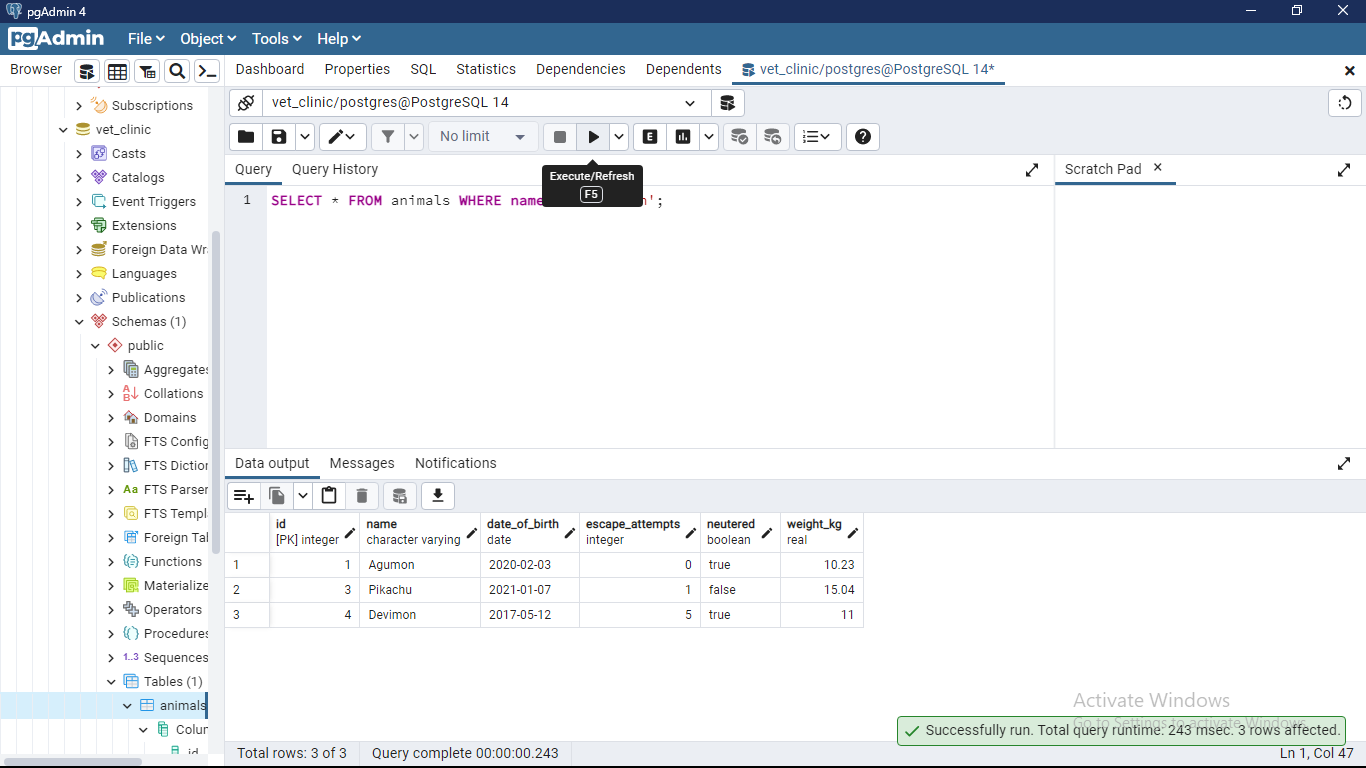 pgAdmin 4
pgAdmin File Object Tools Help
Browser
Dashboard Properties SQL Statistics Dependencies Dependents vet_clinic/postgres@PostgreSQL 14*
Subscriptions
vet_clinic
Casts
Catalogs
Event Triggers
Extensions
Foreign Data Wr
Languages
Publications
Schemas (1)
public
Aggregates
Collations
Domains
FTS Config
FTS Diction
Aa FTS Parser
FTS Templ
Foreign Tal
Functions
Materialize
Operators
Procedures
1..3 Sequences
Tables (1)
animals
Colur
id
vet_clinic/postgres@PostgreSQL 14
No limit
Query Query History
Execute/Refresh
F5
Scratch Pad
1 SELECT * FROM animals WHERE name n';
Data output Messages Notifications
id name date_of_birth escape_attempts neutered weight_kg
[PK] integer character varying date integer boolean real
1 1 Agumon 2020-02-03 0 true 10.23
2 3 Pikachu 2021-01-07 1 false 15.04
3 4 Devimon 2017-05-12 5 true 11
Activate Windows
Go to Settings to activate Windows.
Successfully run. Total query runtime: 243 msec. 3 rows affected.
Total rows: 3 of 3 Query complete 00:00:00.243 Ln 1, Col 47